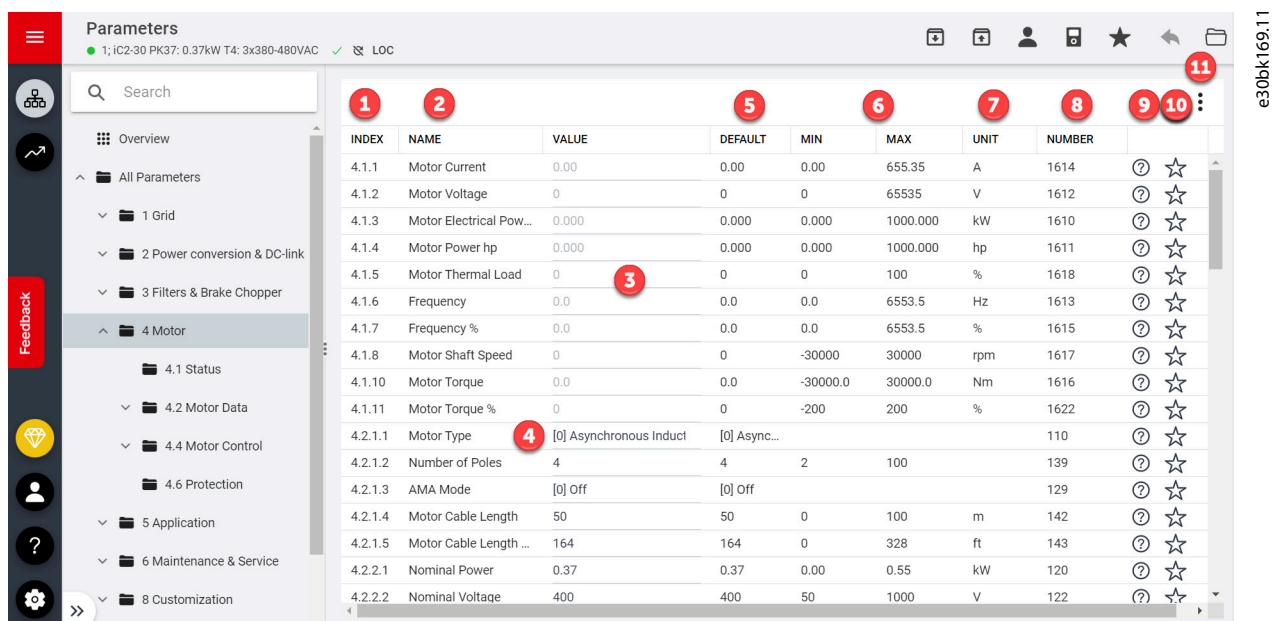 Parameters
1; iC2-30 PK37: 0.37kW T4: 3x380-480VAC LOC
e30bk169.11
11
Search
1 2 5 6 7 8 9 10
Overview
All Parameters
1 Grid
2 Power conversion & DC-link
3 Filters & Brake Chopper
4 Motor
4.1 Status
4.2 Motor Data
4.4 Motor Control
4.6 Protection
5 Application
6 Maintenance & Service
8 Customization
Feedback
INDEX NAME VALUE DEFAULT MIN MAX UNIT NUMBER
4.1.1 Motor Current 0.00 0.00 0.00 655.35 A 1614
4.1.2 Motor Voltage 0 0 0 65535 V 1612
4.1.3 Motor Electrical Pow... 0.000 0.000 0.000 1000.000 kW 1610
4.1.4 Motor Power hp 0.000 0.000 0.000 1000.000 hp 1611
4.1.5 Motor Thermal Load 0 3 0 0 100 % 1618
4.1.6 Frequency 0.0 0.0 0.0 6553.5 Hz 1613
4.1.7 Frequency % 0.0 0.0 0.0 6553.5 % 1615
4.1.8 Motor Shaft Speed 0 0 -30000 30000 rpm 1617
4.1.10 Motor Torque 0.0 0.0 -30000.0 30000.0 Nm 1616
4.1.11 Motor Torque % 0 0 -200 200 % 1622
4.2.1.1 Motor Type 4 [0] Asynchronous Induct [0] Async... 110
4.2.1.2 Number of Poles 4 4 2 100 139
4.2.1.3 AMA Mode [0] Off [0] Off 129
4.2.1.4 Motor Cable Length 50 50 0 100 m 142
4.2.1.5 Motor Cable Length ... 164 164 0 328 ft 143
4.2.2.1 Nominal Power 0.37 0.37 0.00 0.55 kW 120
4.2.2.2 Nominal Voltage 400 400 50 1000 V 122